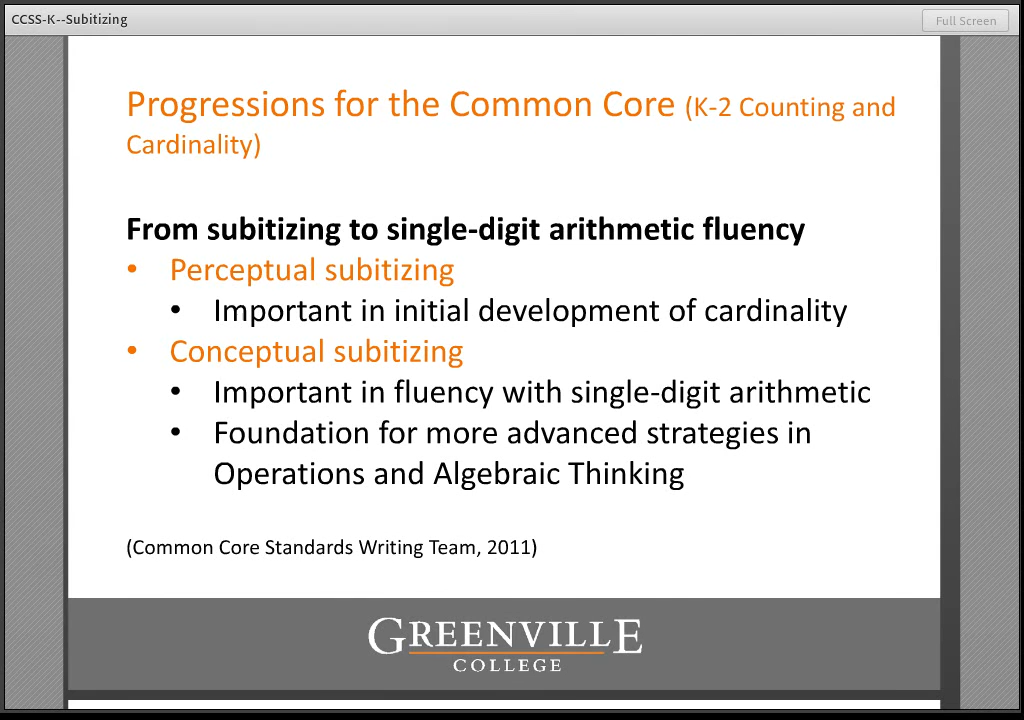 CCSS-K--Subitizing
Full Screen
Progressions for the Common Core (K-2 Counting and
Cardinality)
From subitizing to single-digit arithmetic fluency
• Perceptual subitizing
• Important in initial development of cardinality
• Conceptual subitizing
• Important in fluency with single-digit arithmetic
• Foundation for more advanced strategies in
Operations and Algebraic Thinking
(Common Core Standards Writing Team, 2011)
GREENVILLE
COLLEGE